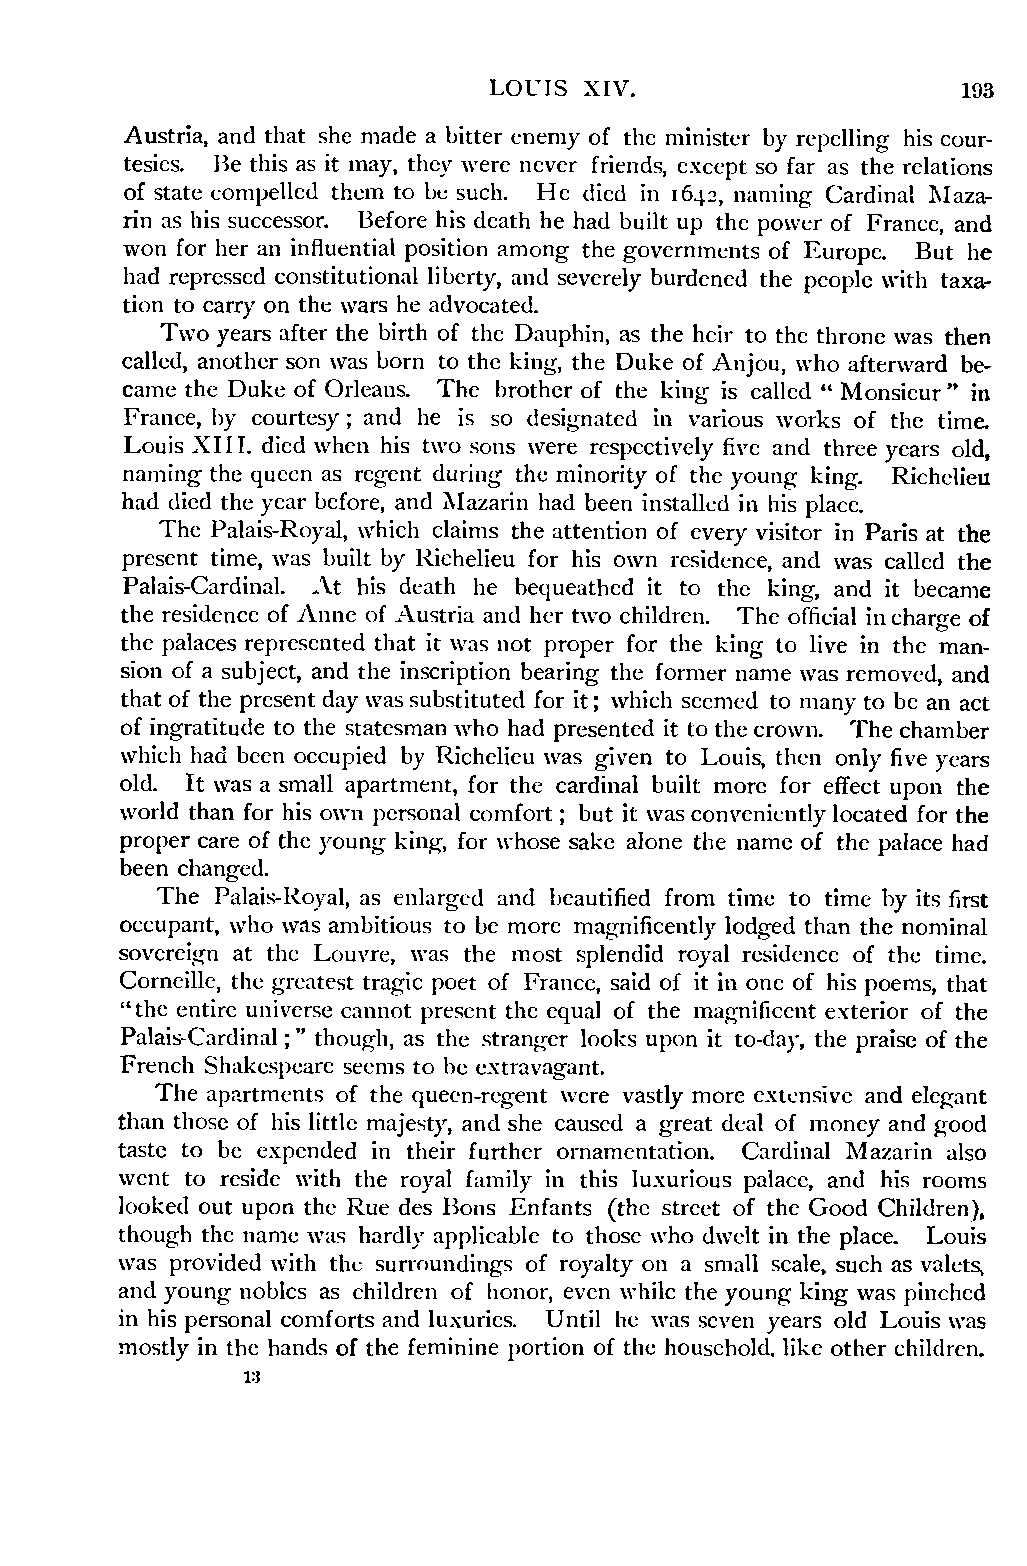 LOUIS XIV. 193
Austria, and that she made a bitter enemy of the minister by repelling his cour-
tesies. Be this as it may, they were never friends, except so far as the relations
of state compelled them to be such. He died in 1642, naming Cardinal Maza-
rin as his successor. Before his death he had built up the power of France, and
won for her an influential position among the governments of Europe. But he
had repressed constitutional liberty, and severely burdened the people with taxa-
tion to carry on the wars he advocated.
Two years after the birth of the Dauphin, as the heir to the throne was then
called, another son was born to the king, the Duke of Anjou, who afterward be-
came the Duke of Orleans. The brother of the king is called “ Monsieur ” in
France, by courtesy ; and he is so designated in various works of the time.
Louis XIII. died when his two sons were respectively five and three years old,
naming the queen as regent during the minority of the young king. Richelieu
had died the year before, and Mazarin had been installed in his place.
The Palais-Royal, which claims the attention of every visitor in Paris at the
present time, was built by Richelieu for his own residence, and was called the
Palais-Cardinal. At his death he bequeathed it to the king, and it became
the residence of Anne of Austria and her two children. The official in charge of
the palaces represented that it was not proper for the king to live in the man-
sion of a subject, and the inscription bearing the former name was removed, and
that of the present day was substituted for it ; which seemed to many to be an act
of ingratitude to the statesman who had presented it to the crown. The chamber
which had been occupied by Richelieu was given to Louis, then only five years
old. It was a small apartment, for the cardinal built more for effect upon the
world than for his own personal comfort ; but it was conveniently located for the
proper care of the young king, for whose sake alone the name of the palace had
been changed.
The Palais-Royal, as enlarged and beautified from time to time by its first
occupant, who was ambitious to be more magnificently lodged than the nominal
sovereign at the Louvre, was the most splendid royal residence of the time.
Corneille, the greatest tragic poet of France, said of it in one of his poems, that
“the entire universe cannot present the equal of the magnificent exterior of the
Palais-Cardinal ; ” though, as the stranger looks upon it to-day, the praise of the
French Shakespeare seems to be extravagant.
The apartments of the queen-regent were vastly more extensive and elegant
than those of his little majesty, and she caused a great deal of money and good
taste to be expended in their further ornamentation. Cardinal Mazarin also
went to reside with the royal family in this luxurious palace, and his rooms
looked out upon the Rue des Bons Enfants (the street of the Good Children),
though the name was hardly applicable to those who dwelt in the place. Louis
was provided with the surroundings of royalty on a small scale, such as valets,
and young nobles as children of honor, even while the young king was pinched
in his personal comforts and luxuries. Until he was seven years old Louis was
mostly in the hands of the feminine portion of the household, like other children.
13